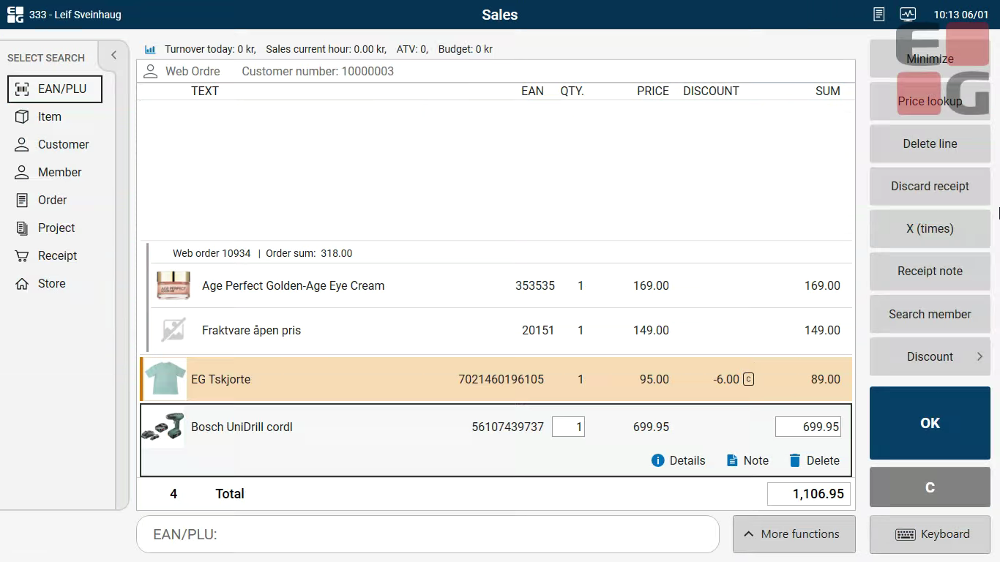 333 - Leif Sveinhaug
Sales
10:13 06/01
SELECT SEARCH
EAN/PLU
Item
Customer
Member
Order
Project
Receipt
Store
Turnover today: 0 kr, Sales current hour: 0.00 kr, ATV: 0, Budget: 0 kr
Web Ordre Customer number: 10000003
TEXT EAN QTY. PRICE DISCOUNT SUM
Web order 10934 | Order sum: 318.00
Age Perfect Golden-Age Eye Cream 353535 1 169.00 169.00
Fraktvare åpen pris 20151 1 149.00 149.00
EG Tskjorte 7021460196105 1 95.00 -6.00 C 89.00
Bosch UniDrill cordl 56107439737 1 699.95 699.95
Details Note Delete
4 Total 1,106.95
EAN/PLU:
More functions
EG
Minimize
Price lookup
Delete line
Discard receipt
X (times)
Receipt note
Search member
Discount
OK
C
Keyboard